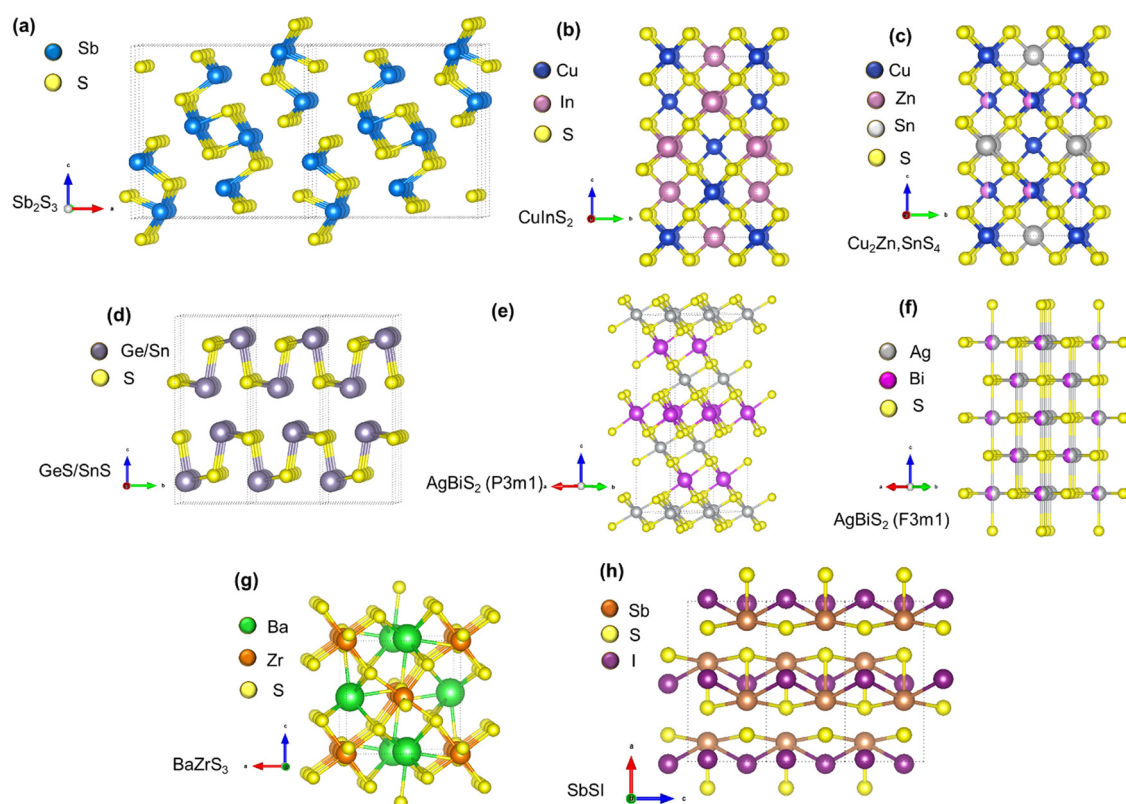 (a)
Sb
S
c
a
Sb₂S₃
(b)
Cu
In
S
c
b
CuInS₂
(c)
Cu
Zn
Sn
S
c
b
Cu₂Zn,SnS₄
(d)
Ge/Sn
S
c
b
GeS/SnS
(e)
c
a
b
AgBiS₂ (P3m1)
(f)
Ag
Bi
S
c
a
b
AgBiS₂ (F3m1)
(g)
Ba
Zr
S
c
a
BaZrS₃
(h)
Sb
S
I
a
c
SbSI